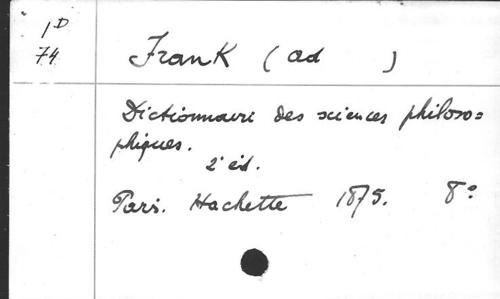 1D
74
Frank (ad )
Dictionnaire des sciences philoso=
phiques.
2e éd.
Paris. Hachette 1875. 8°